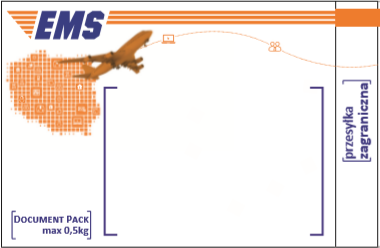 EMS
DOCUMENT PACK
max 0,5kg
przesyłka
zagraniczna